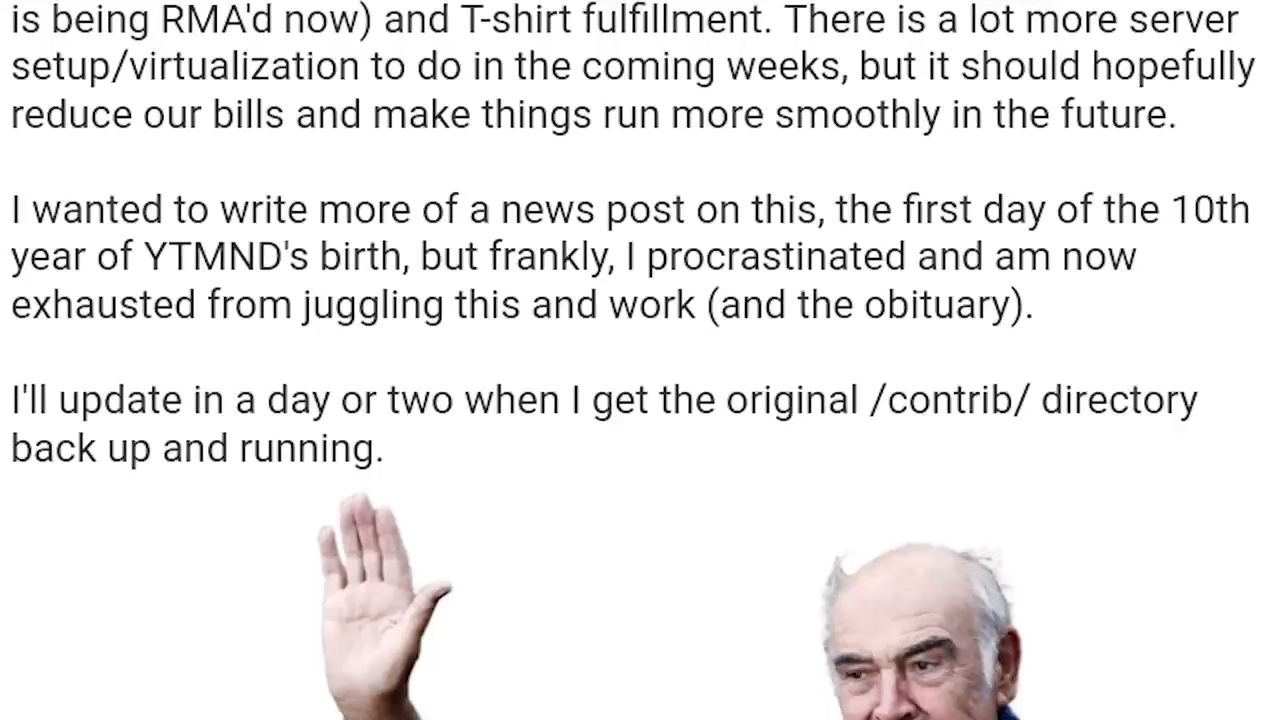 is being RMA'd now) and T-shirt fulfillment. There is a lot more server
setup/virtualization to do in the coming weeks, but it should hopefully
reduce our bills and make things run more smoothly in the future.
I wanted to write more of a news post on this, the first day of the 10th
year of YTMND's birth, but frankly, I procrastinated and am now
exhausted from juggling this and work (and the obituary).
I'll update in a day or two when I get the original /contrib/ directory
back up and running.